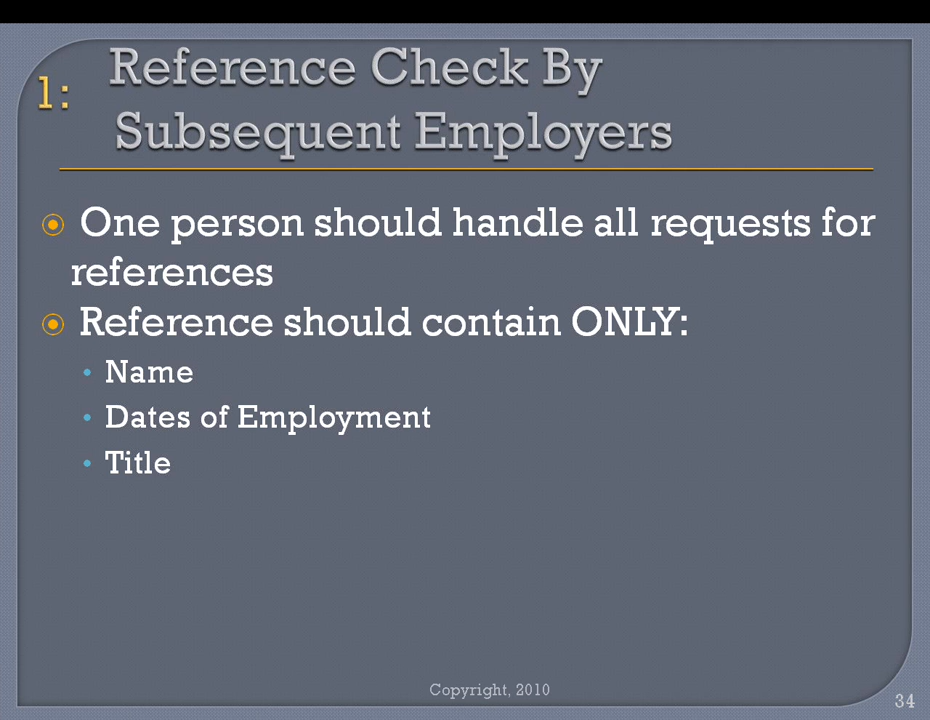 1: Reference Check By
Subsequent Employers
One person should handle all requests for
references
Reference should contain ONLY:
• Name
• Dates of Employment
• Title
Copyright, 2010
34